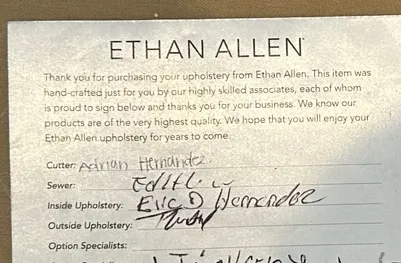 ETHAN ALLEN
Thank you for purchasing your upholstery from Ethan Allen. This item was
hand-crafted just for you by our highly skilled associates, each of whom
is proud to sign below and thanks you for your business. We know our
products are of the very highest quality. We hope that you will enjoy your
Ethan Allen upholstery for years to come.
Cutter: Adrian Hernandez.
Sewer:
Inside Upholstery: Eric D Hernandez
Outside Upholstery:
Option Specialists: